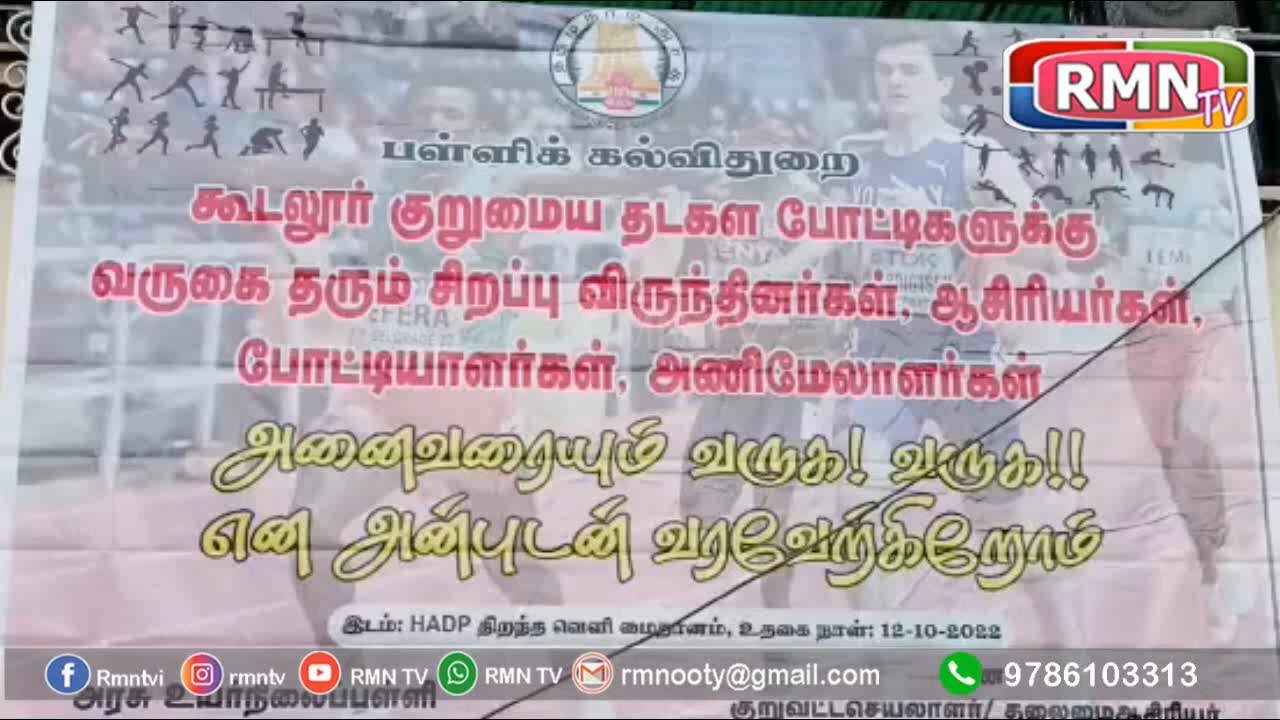 RMN
TV
பள்ளிக் கல்விதுறை
கூடலூர் குறுமைய தடகள போட்டிகளுக்கு
வருகை தரும் சிறப்பு விருந்தினர்கள், ஆசிரியர்கள்,
போட்டியாளர்கள், அணிமேலாளர்கள்
அனைவரையும் வருக! வருக!!
என அன்புடன் வரவேற்கிறோம்
இடம்: HADP திறந்த வெளி மைதானம், உதகை நாள்: 12-10-2022
Rmntvi rmntv RMN TV RMN TV rmnooty@gmail.com 9786103313
அரசு உயர்நிலைப்பள்ளி
குறுவட்டசெயலாளர்/ தலைமைஆசிரியர்